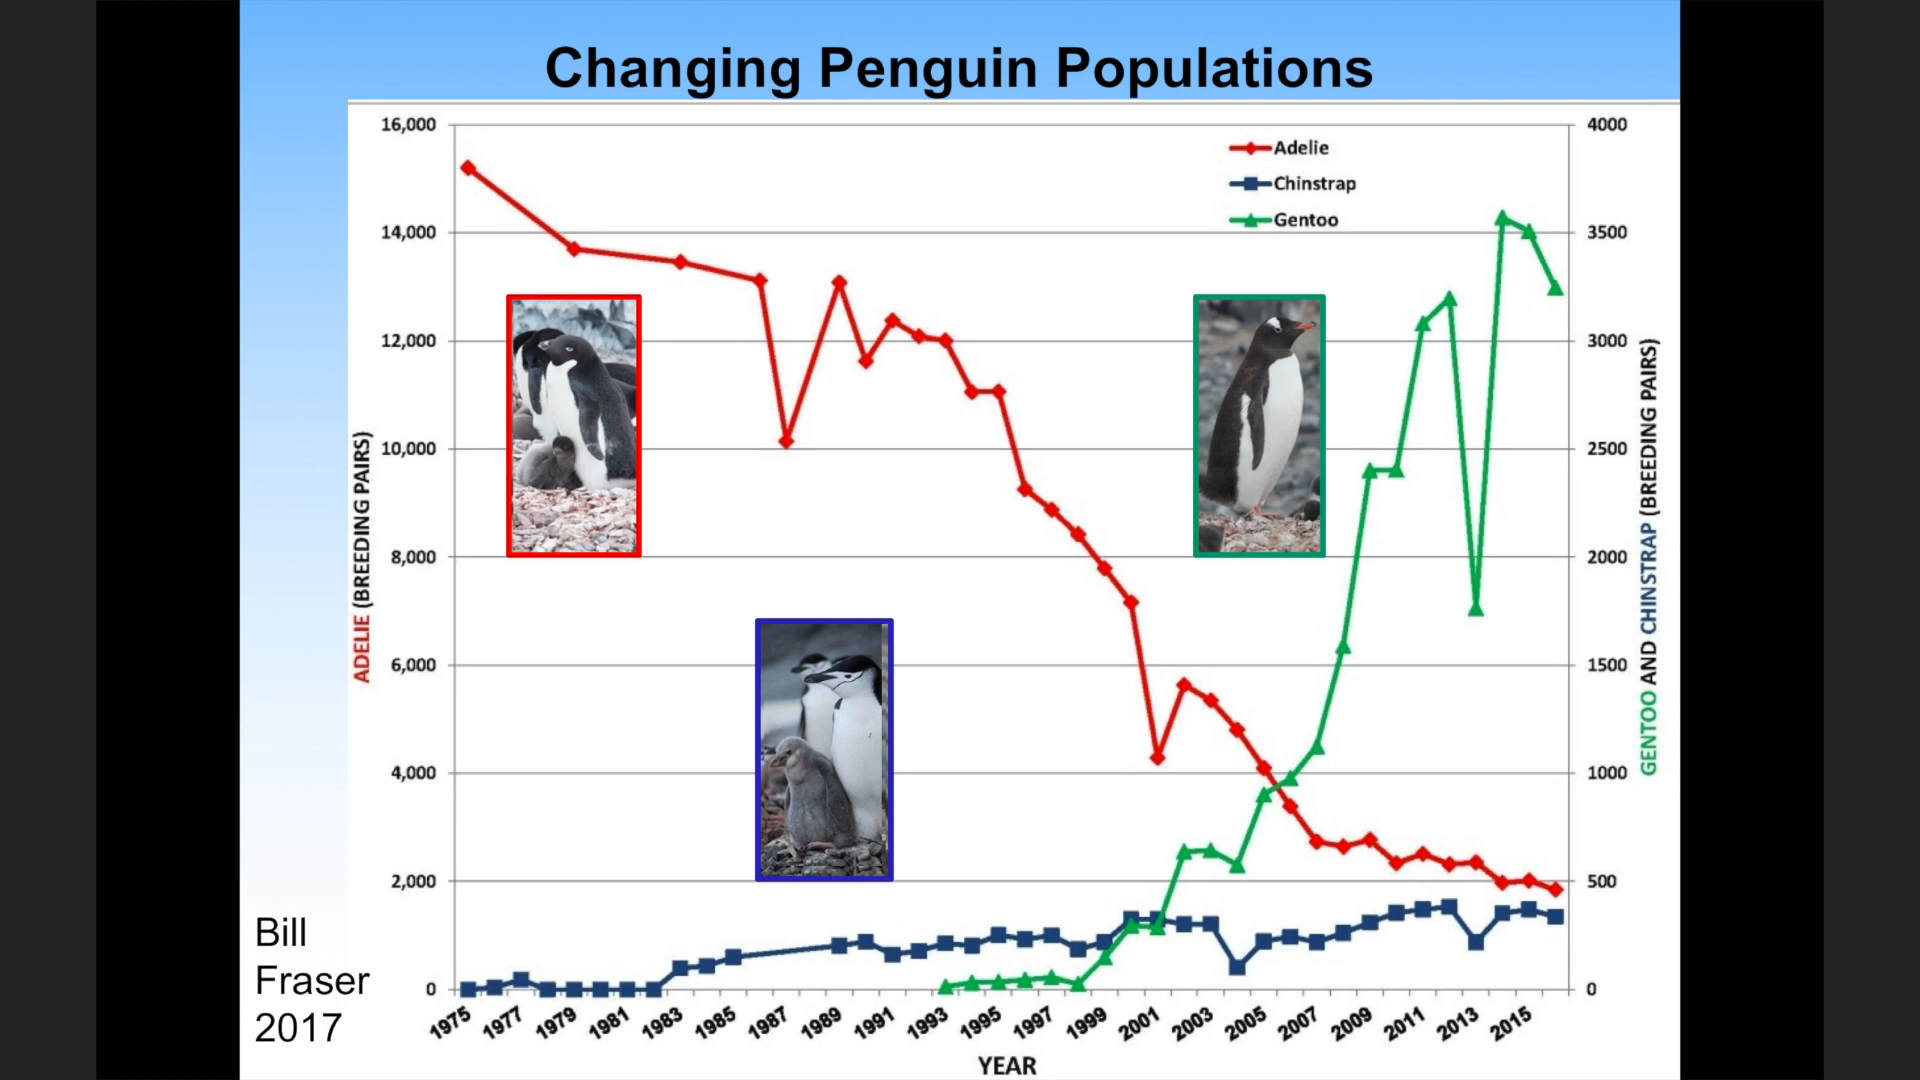 Changing Penguin Populations
16,000
14,000
12,000
10,000
8,000
6,000
4,000
2,000
0
ADELIE (BREEDING PAIRS)
Adelie
Chinstrap
Gentoo
4000
3500
3000
2500
2000
1500
1000
500
0
GENTOO AND CHINSTRAP (BREEDING PAIRS)
1975 1977 1979 1981 1983 1985 1987 1989 1991 1993 1995 1997 1999 2001 2003 2005 2007 2009 2011 2013 2015
YEAR
Bill
Fraser
2017